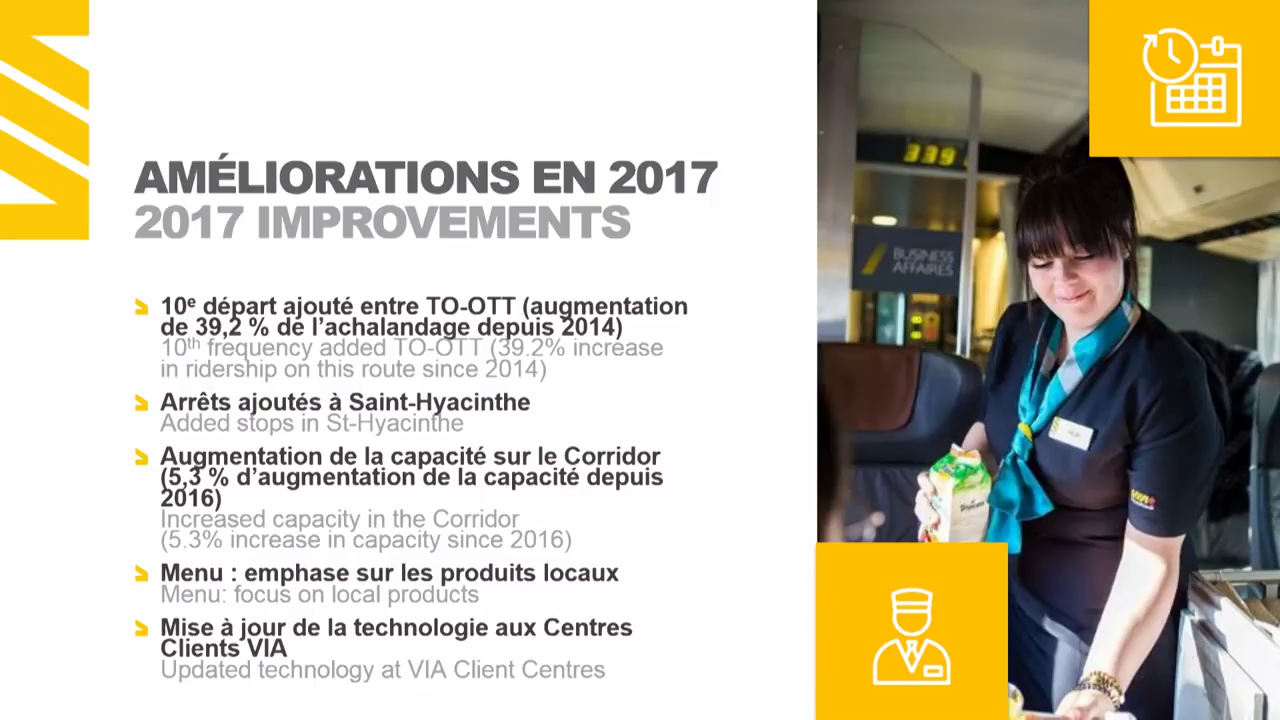 AMÉLIORATIONS EN 2017
2017 IMPROVEMENTS
10e départ ajouté entre TO-OTT (augmentation
de 39,2 % de l’achalandage depuis 2014)
10th frequency added TO-OTT (39.2% increase
in ridership on this route since 2014)
Arrêts ajoutés à Saint-Hyacinthe
Added stops in St-Hyacinthe
Augmentation de la capacité sur le Corridor
(5,3 % d’augmentation de la capacité depuis
2016)
Increased capacity in the Corridor
(5.3% increase in capacity since 2016)
Menu : emphase sur les produits locaux
Menu: focus on local products
Mise à jour de la technologie aux Centres
Clients VIA
Updated technology at VIA Client Centres
339
BUSINESS
AFFAIRES